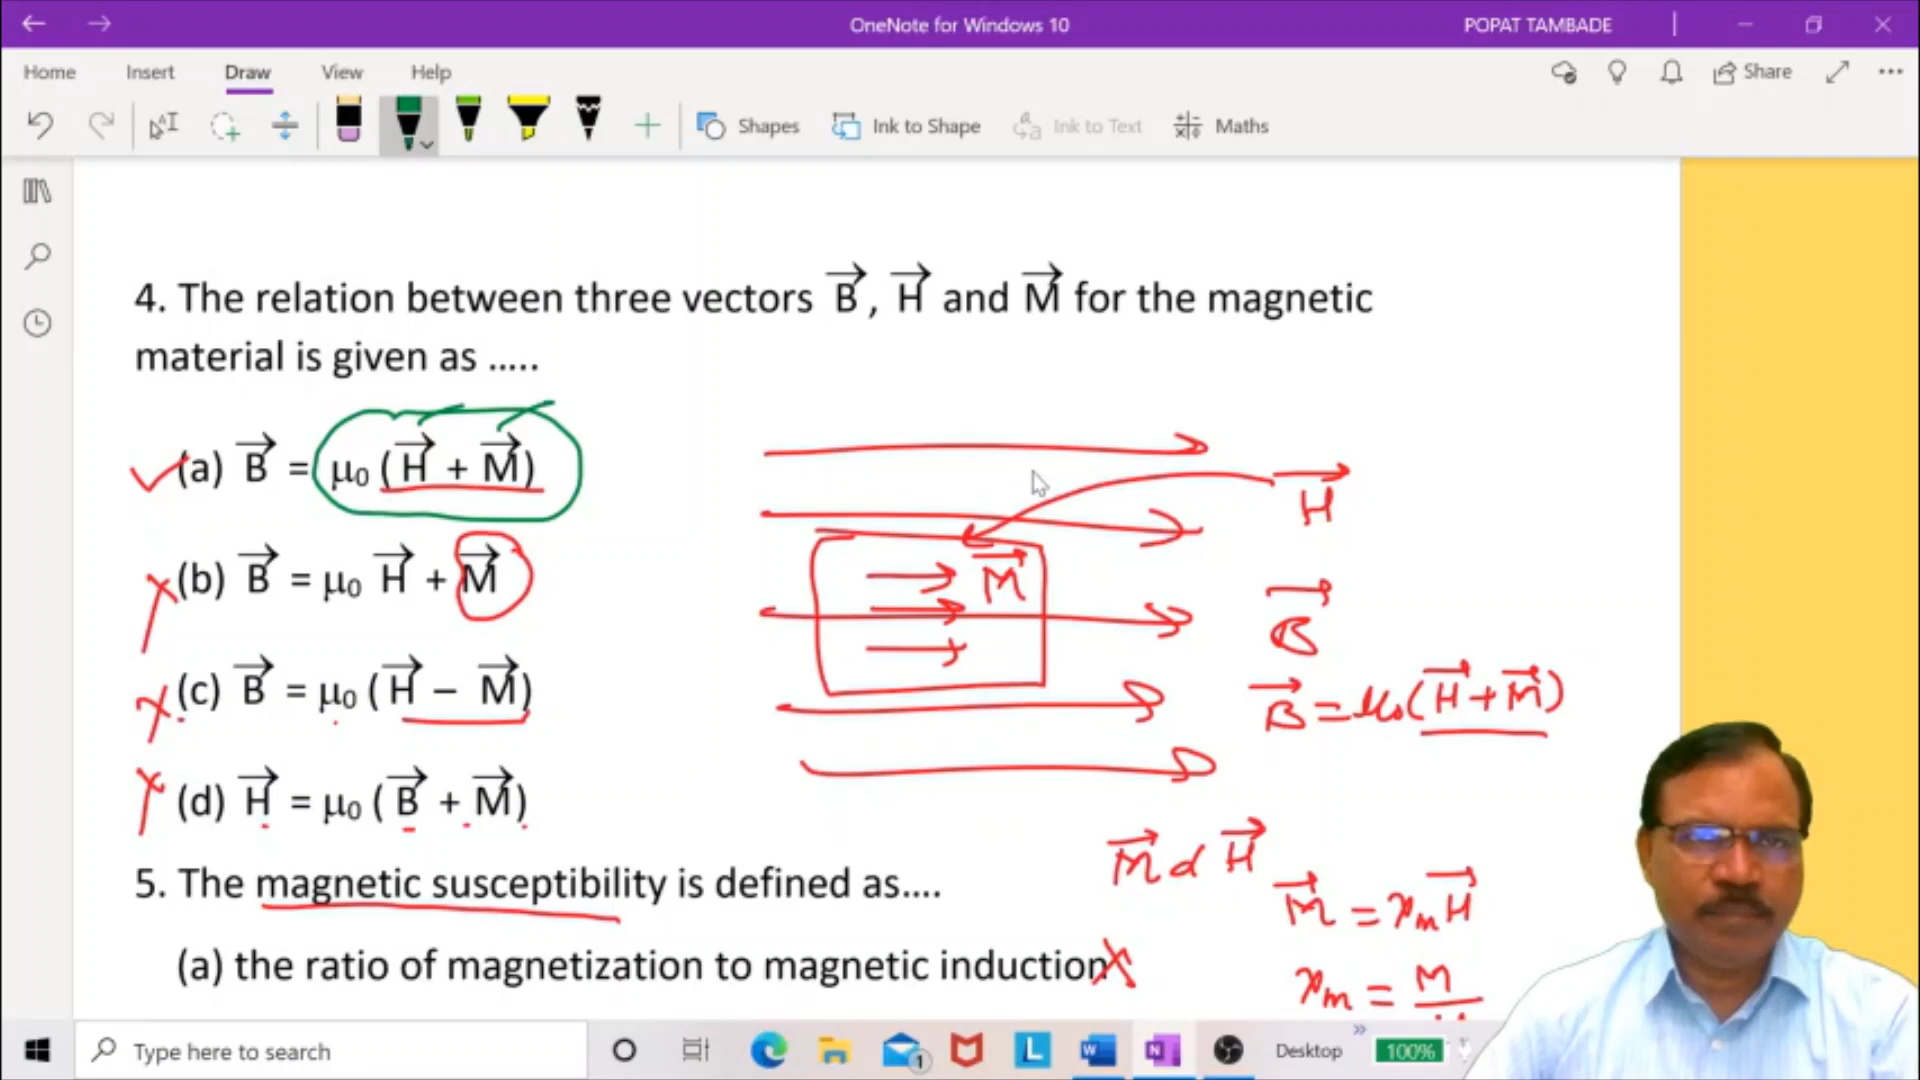 OneNote for Windows 10
POPAT TAMBADE
Home Insert Draw View Help
Share
Shapes Ink to Shape Ink to Text Maths
4. The relation between three vectors B⃗, H⃗ and M⃗ for the magnetic
material is given as .....
(a) B⃗ = μ₀ (H⃗ + M⃗)
(b) B⃗ = μ₀ H⃗ + M⃗
(c) B⃗ = μ₀ (H⃗ − M⃗)
(d) H⃗ = μ₀ (B⃗ + M⃗)
H⃗
M⃗
B⃗
B⃗ = μ₀(H⃗+M⃗)
5. The magnetic susceptibility is defined as....
(a) the ratio of magnetization to magnetic induction
M⃗ α H⃗
M⃗ = χm H⃗
χm = M
Type here to search
1
L
W
N
Desktop
100%